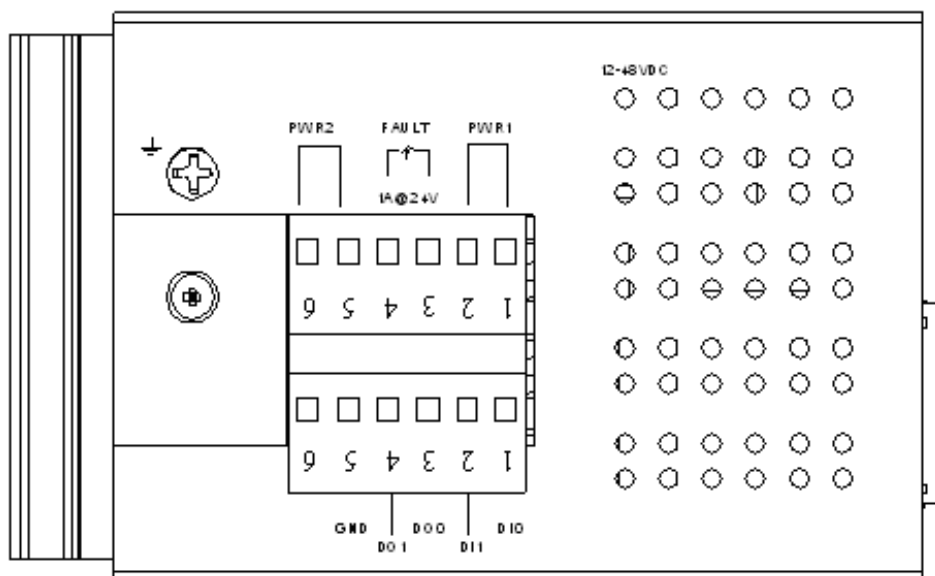 12-48VDC
PWR2 FAULT PWR1
1A@24V
6 5 4 3 2 1
6 5 4 3 2 1
GND DO0 DI0
DO1 DI1